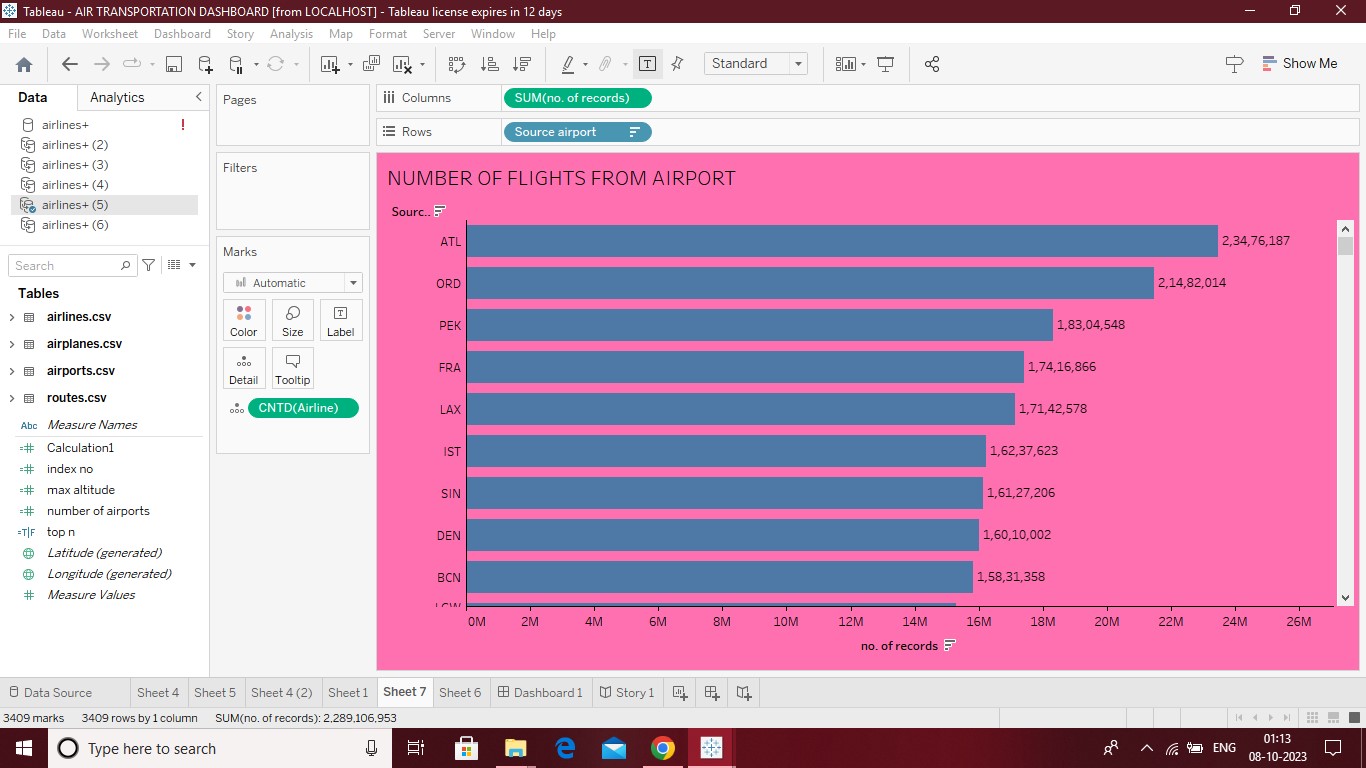 Tableau - AIR TRANSPORTATION DASHBOARD [from LOCALHOST] - Tableau license expires in 12 days
File Data Worksheet Dashboard Story Analysis Map Format Server Window Help
Standard Show Me
Data Analytics
airlines+ !
airlines+ (2)
airlines+ (3)
airlines+ (4)
airlines+ (5)
airlines+ (6)
Search
Tables
airlines.csv
airplanes.csv
airports.csv
routes.csv
Abc Measure Names
Calculation1
index no
max altitude
number of airports
T|F top n
Latitude (generated)
Longitude (generated)
Measure Values
Pages
Filters
Marks
Automatic
Color Size Label
Detail Tooltip
CNTD(Airline)
Columns SUM(no. of records)
Rows Source airport
NUMBER OF FLIGHTS FROM AIRPORT
Sourc..
ATL 2,34,76,187
ORD 2,14,82,014
PEK 1,83,04,548
FRA 1,74,16,866
LAX 1,71,42,578
IST 1,62,37,623
SIN 1,61,27,206
DEN 1,60,10,002
BCN 1,58,31,358
LGW
0M 2M 4M 6M 8M 10M 12M 14M 16M 18M 20M 22M 24M 26M
no. of records
Data Source Sheet 4 Sheet 5 Sheet 4 (2) Sheet 1 Sheet 7 Sheet 6 Dashboard 1 Story 1
3409 marks 3409 rows by 1 column SUM(no. of records): 2,289,106,953
Type here to search ENG 01:13
08-10-2023